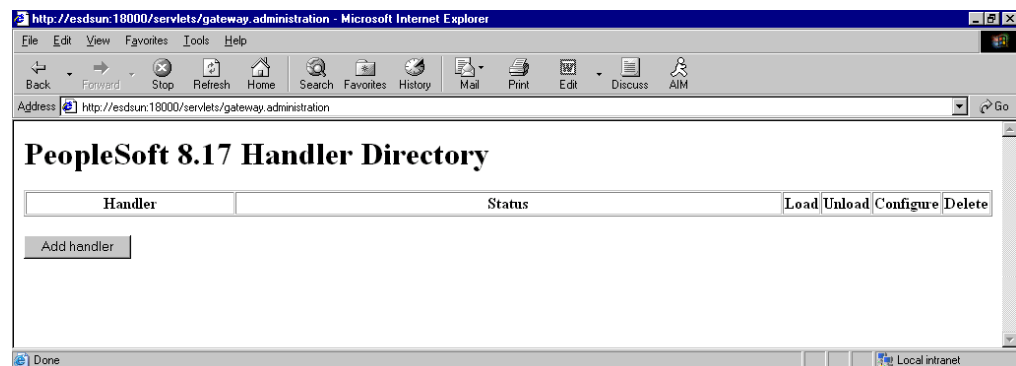 http://esdsun:18000/servlets/gateway.administration - Microsoft Internet Explorer
File Edit View Favorites Tools Help
Back Forward Stop Refresh Home Search Favorites History Mail Print Edit Discuss AIM
Address http://esdsun:18000/servlets/gateway.administration Go
PeopleSoft 8.17 Handler Directory
Handler Status Load Unload Configure Delete
Add handler
Done Local intranet